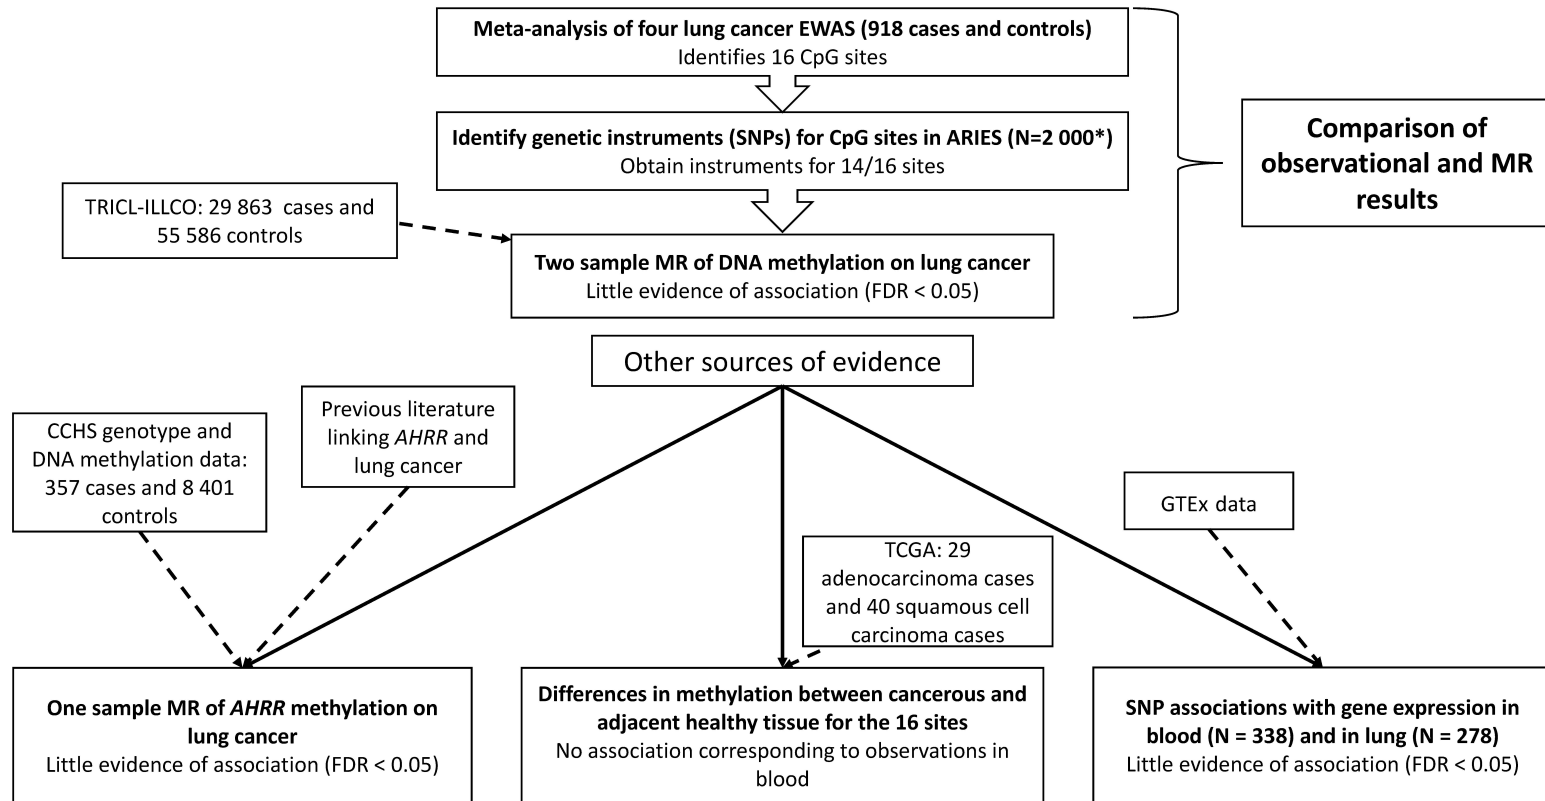 Meta-analysis of four lung cancer EWAS (918 cases and controls)
Identifies 16 CpG sites
Identify genetic instruments (SNPs) for CpG sites in ARIES (N=2 000*)
Obtain instruments for 14/16 sites
Comparison of
observational and MR
results
TRICL-ILLCO: 29 863 cases and
55 586 controls
Two sample MR of DNA methylation on lung cancer
Little evidence of association (FDR < 0.05)
Other sources of evidence
CCHS genotype and
DNA methylation data:
357 cases and 8 401
controls
Previous literature
linking AHRR and
lung cancer
TCGA: 29
adenocarcinoma cases
and 40 squamous cell
carcinoma cases
GTEx data
One sample MR of AHRR methylation on
lung cancer
Little evidence of association (FDR < 0.05)
Differences in methylation between cancerous and
adjacent healthy tissue for the 16 sites
No association corresponding to observations in
blood
SNP associations with gene expression in
blood (N = 338) and in lung (N = 278)
Little evidence of association (FDR < 0.05)